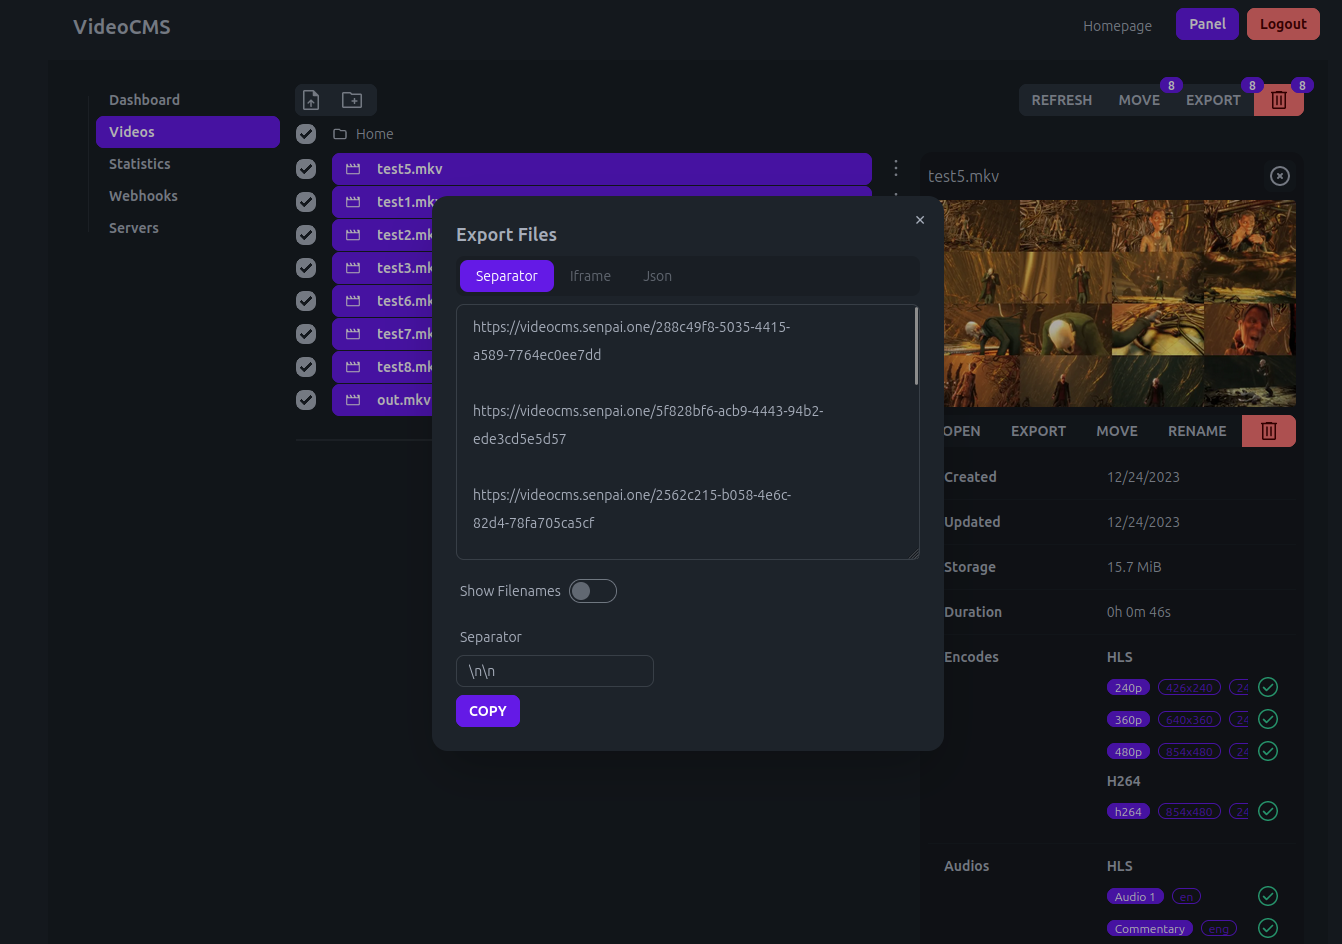 VideoCMS
Homepage
Panel
Logout
Dashboard
Videos
Statistics
Webhooks
Servers
REFRESH
MOVE
8
EXPORT
8
8
Home
test5.mkv
test1.mkv
test2.mk
test3.mk
test6.mk
test7.mk
test8.mk
out.mkv
Export Files
Separator
Iframe
Json
https://videocms.senpai.one/288c49f8-5035-4415-
a589-7764ec0ee7dd
https://videocms.senpai.one/5f828bf6-acb9-4443-94b2-
ede3cd5e5d57
https://videocms.senpai.one/2562c215-b058-4e6c-
82d4-78fa705ca5cf
Show Filenames
Separator
\n\n
COPY
test5.mkv
OPEN
EXPORT
MOVE
RENAME
Created
12/24/2023
Updated
12/24/2023
Storage
15.7 MiB
Duration
0h 0m 46s
Encodes
HLS
240p 426x240 24
360p 640x360 24
480p 854x480 24
H264
h264 854x480 24
Audios
HLS
Audio 1 en
Commentary eng